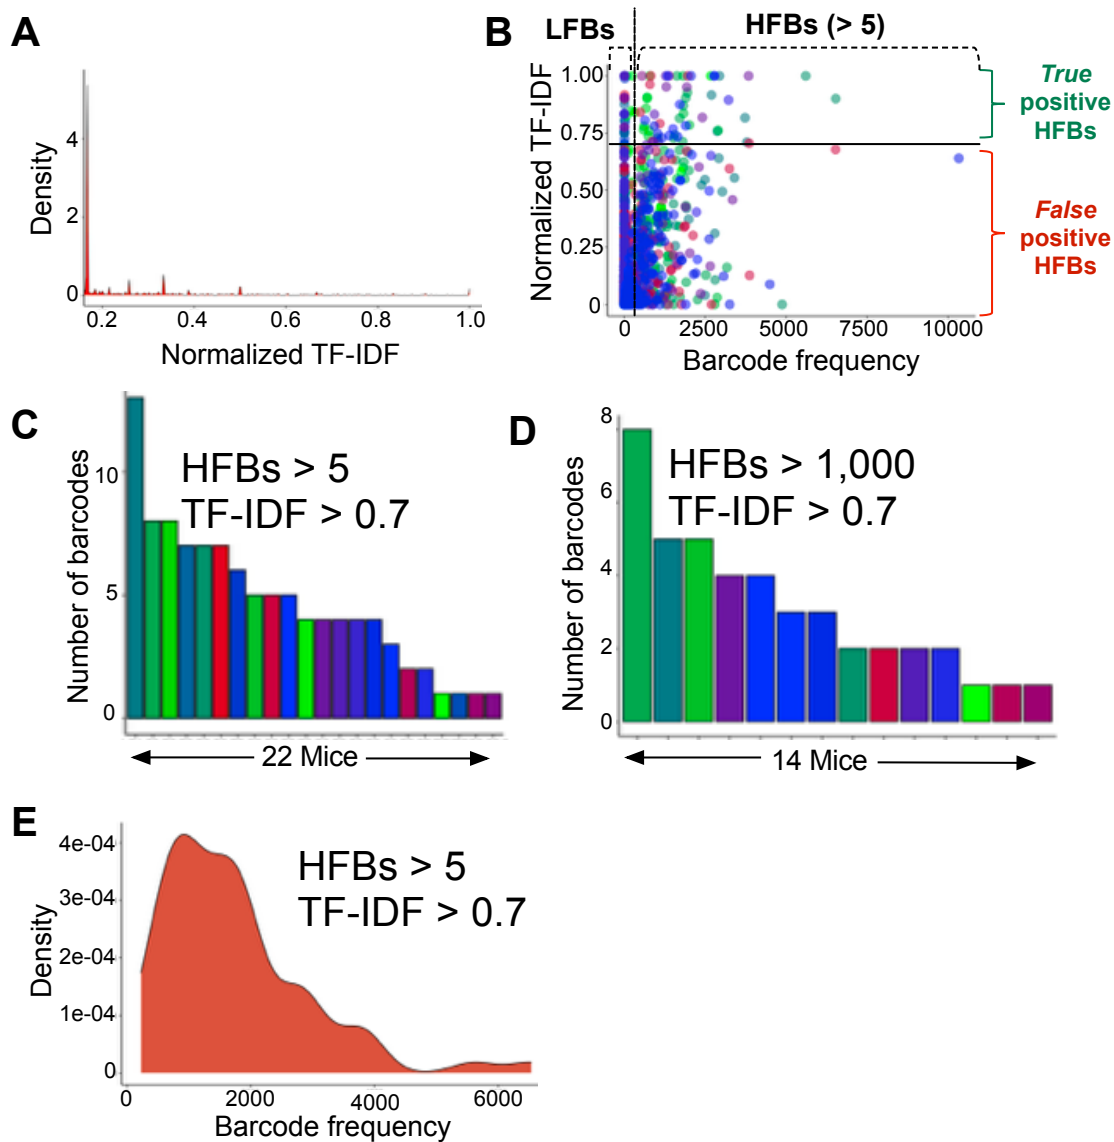 A
Density
4
2
0
0.2
0.4
0.6
0.8
1.0
Normalized TF-IDF
B
LFBs
HFBs (> 5)
Normalized TF-IDF
1.00
0.75
0.50
0.25
0
0
2500
5000
7500
10000
Barcode frequency
True
positive
HFBs
False
positive
HFBs
C
Number of barcodes
10
5
0
HFBs > 5
TF-IDF > 0.7
22 Mice
D
Number of barcodes
8
6
4
2
0
HFBs > 1,000
TF-IDF > 0.7
14 Mice
E
Density
4e-04
3e-04
2e-04
1e-04
0
HFBs > 5
TF-IDF > 0.7
0
2000
4000
6000
Barcode frequency